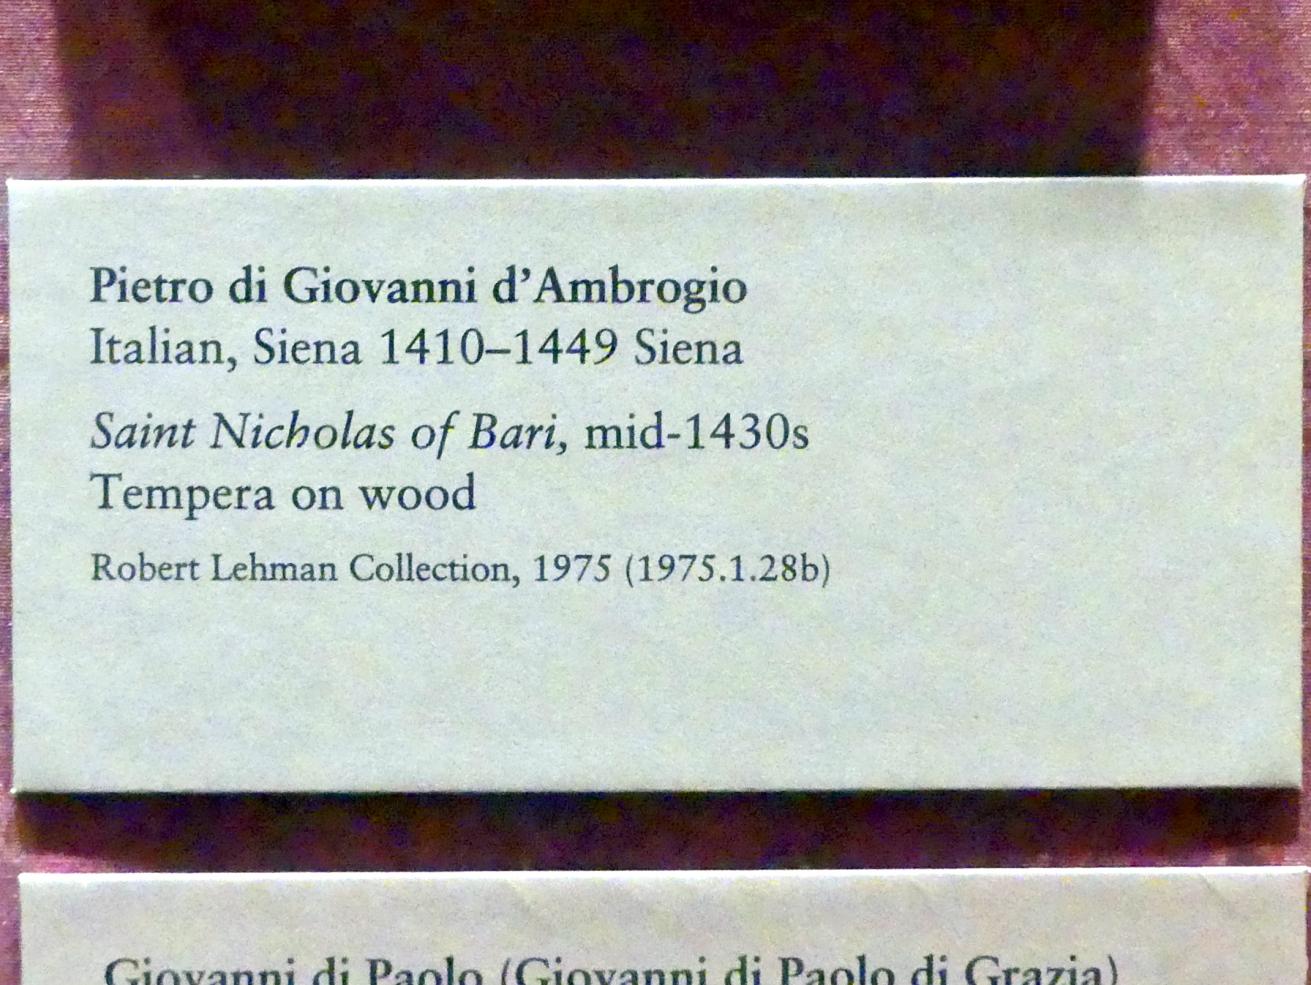 Pietro di Giovanni d’Ambrogio
Italian, Siena 1410–1449 Siena
Saint Nicholas of Bari, mid-1430s
Tempera on wood
Robert Lehman Collection, 1975 (1975.1.28b)
Giovanni di Paolo (Giovanni di Paolo di Grazia)